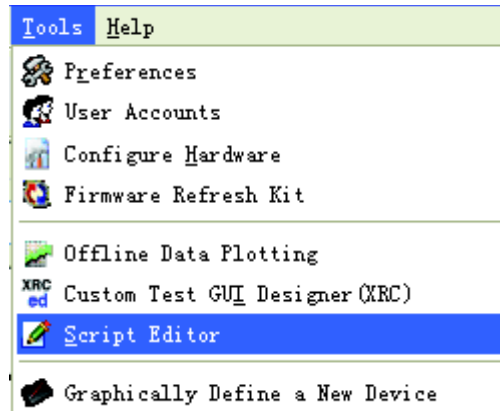 Tools Help
Preferences
User Accounts
Configure Hardware
Firmware Refresh Kit
Offline Data Plotting
XRC ed Custom Test GUI Designer(XRC)
Script Editor
Graphically Define a New Device